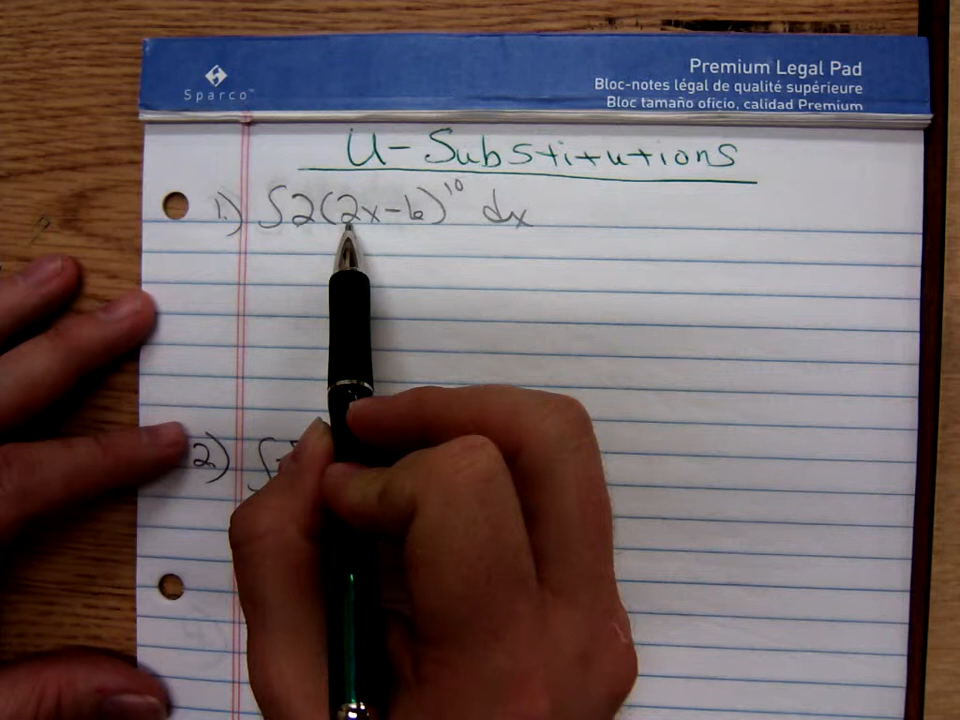 Sparco™
Premium Legal Pad
Bloc-notes légal de qualité supérieure
Bloc tamaño oficio, calidad Premium
U-Substitutions
1.) ∫2(2x-6)¹⁰ dx
2.) ∫